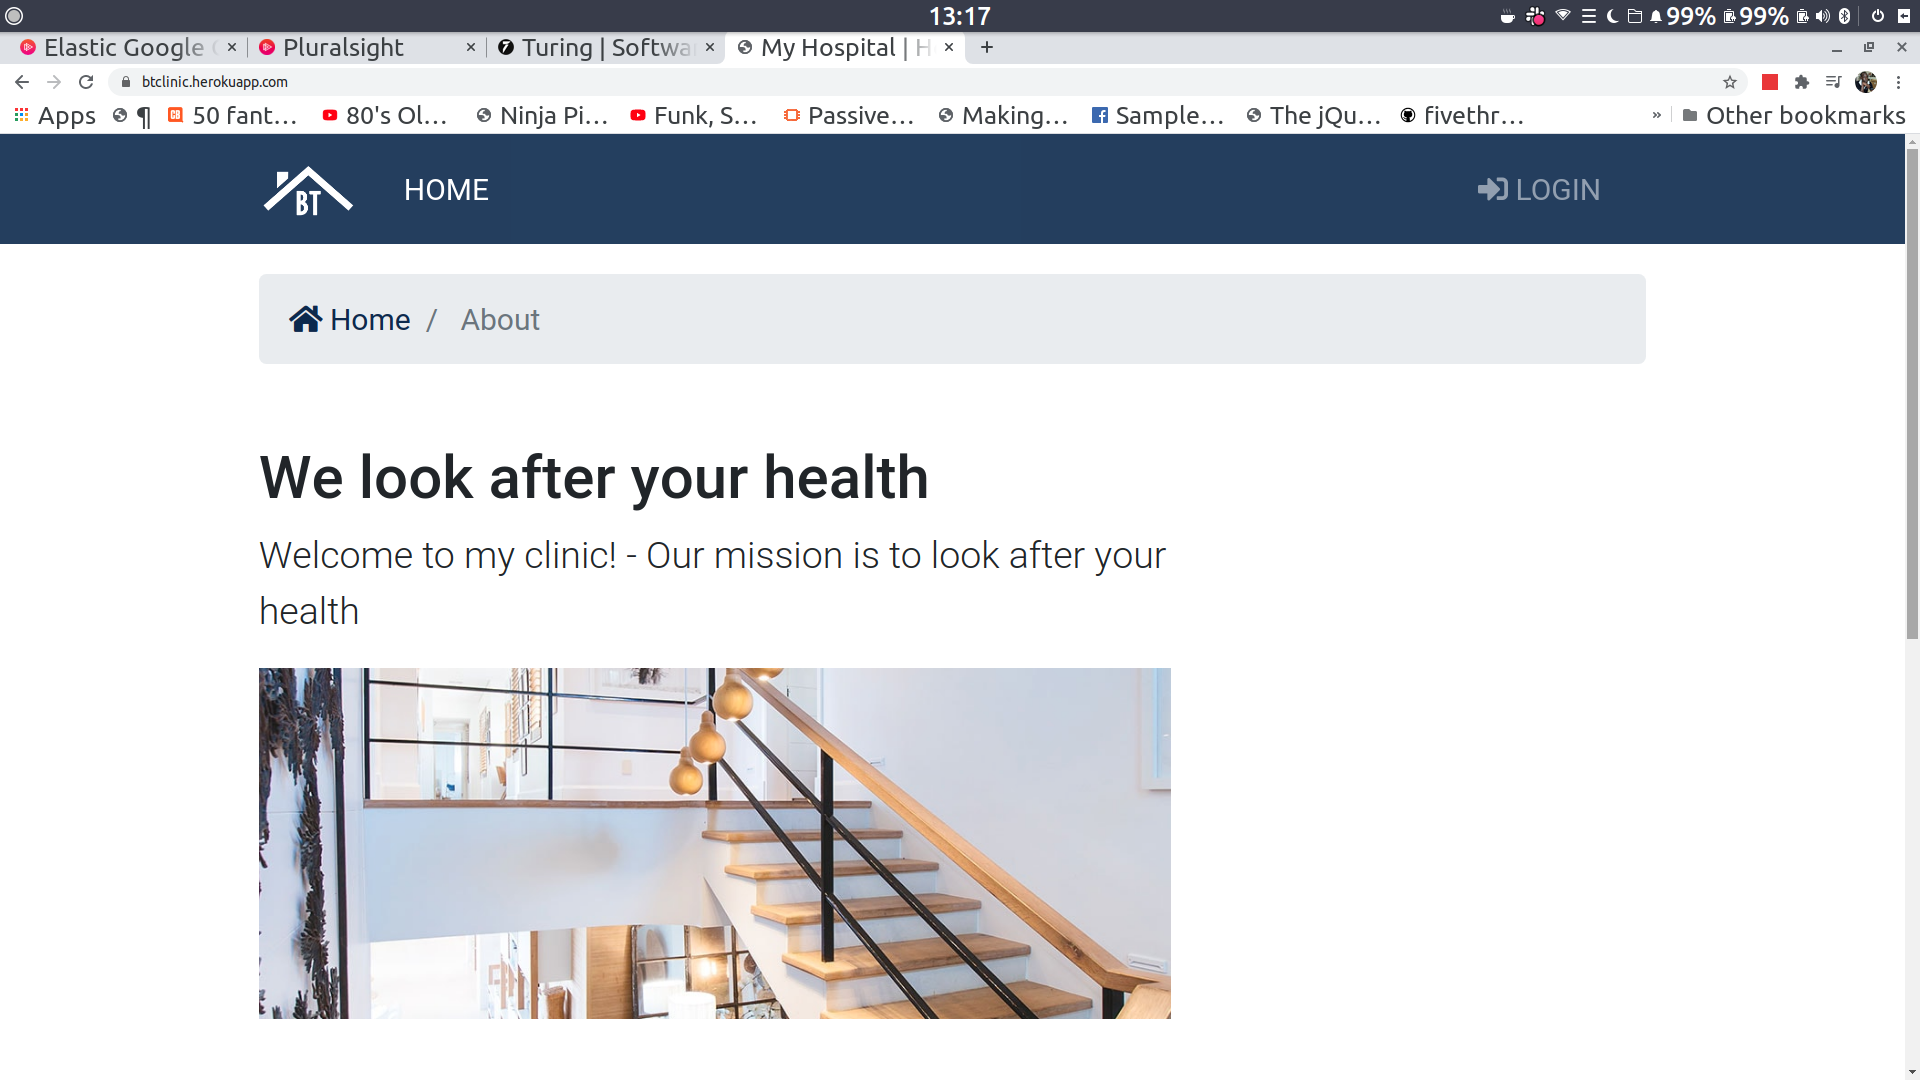 13:17
99% 99%
Elastic Google
Pluralsight
Turing | Softwa
My Hospital | H
btclinic.herokuapp.com
Apps
¶
50 fant...
80's Ol...
Ninja Pi...
Funk, S...
Passive...
Making...
Sample...
The jQu...
fivethr...
»
Other bookmarks
BT
HOME
LOGIN
Home / About
We look after your health
Welcome to my clinic! - Our mission is to look after your
health